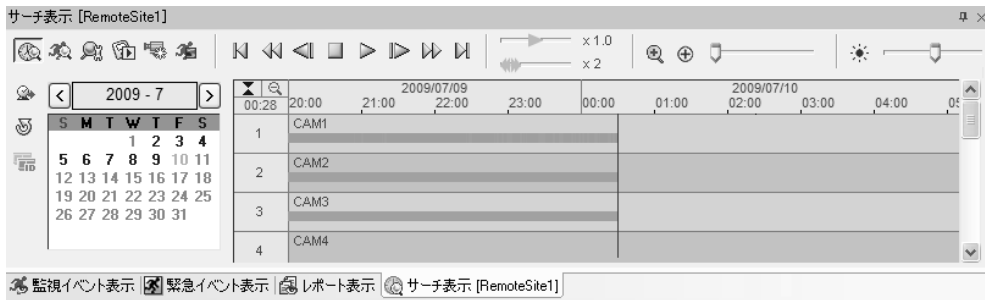 サーチ表示 [RemoteSite1]
× 1.0
× 2
2009 - 7
S M T W T F S
1 2 3 4
5 6 7 8 9 10 11
12 13 14 15 16 17 18
19 20 21 22 23 24 25
26 27 28 29 30 31
2009/07/09 2009/07/10
00:28 20:00 21:00 22:00 23:00 00:00 01:00 02:00 03:00 04:00 05
1 CAM1
2 CAM2
3 CAM3
4 CAM4
EID
監視イベント表示 緊急イベント表示 レポート表示 サーチ表示 [RemoteSite1]